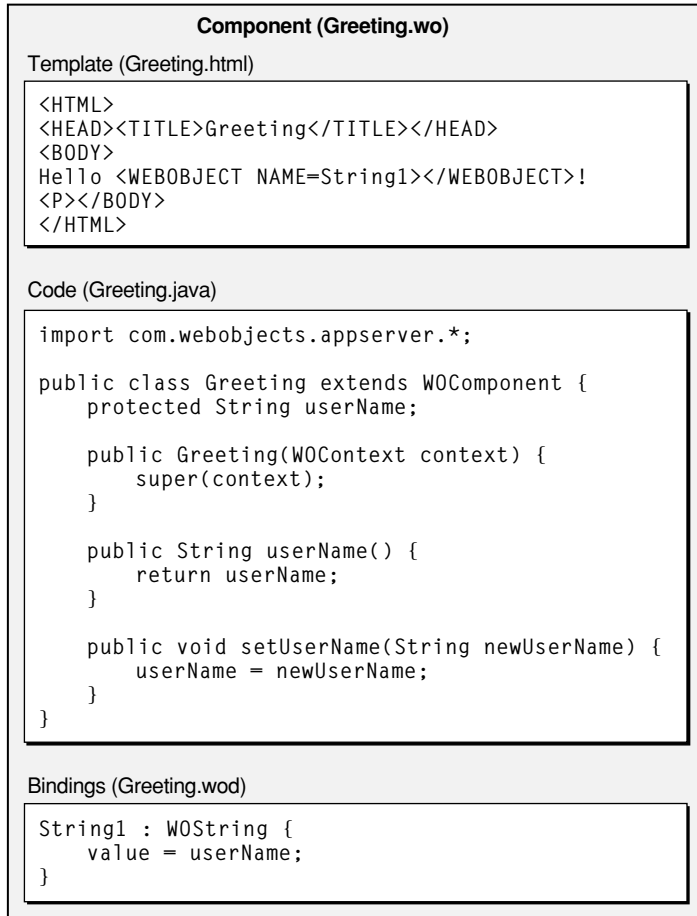 Component (Greeting.wo)
Template (Greeting.html)
<HTML>
<HEAD><TITLE>Greeting</TITLE></HEAD>
<BODY>
Hello <WEBOBJECT NAME=String1></WEBOBJECT>!
<P></BODY>
</HTML>
Code (Greeting.java)
import com.webobjects.appserver.*;
public class Greeting extends WOComponent {
    protected String userName;
    public Greeting(WOContext context) {
        super(context);
    }
    public String userName() {
        return userName;
    }
    public void setUserName(String newUserName) {
        userName = newUserName;
    }
}
Bindings (Greeting.wod)
String1 : WOString {
    value = userName;
}